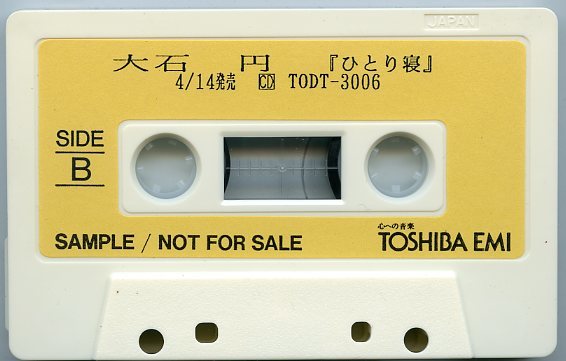 JAPAN
大石 円 『ひとり寝』
4/14発売 CD TODT-3006
SIDE
B
SAMPLE / NOT FOR SALE
心への音楽
TOSHIBA EMI